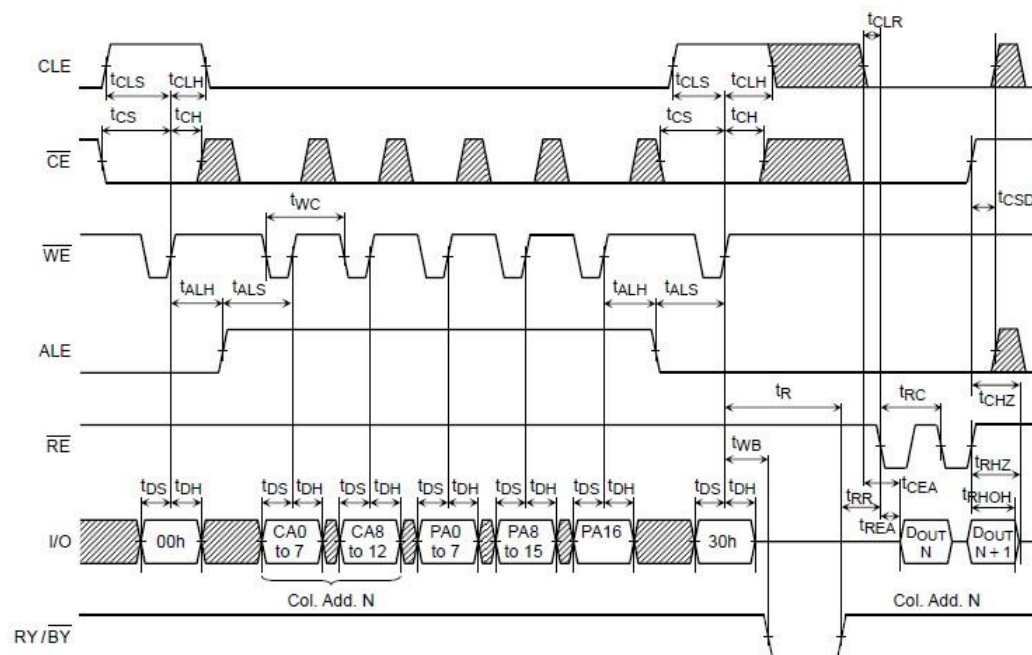 tCLR
CLE
tCLS tCLH tCLS tCLH
tCS tCH tCS tCH
CE
tCSD
tWC
WE
tALH tALS tALH tALS
ALE
tR tRC tCHZ
RE
tWB tRHZ
tDS tDH tDS tDH tDS tDH tDS tDH tDS tDH tDS tDH tDS tDH tRR tCEA tRHOH
tREA
I/O 00h CA0 to 7 CA8 to 12 PA0 to 7 PA8 to 15 PA16 30h DOUT N DOUT N + 1
Col. Add. N Col. Add. N
RY/BY